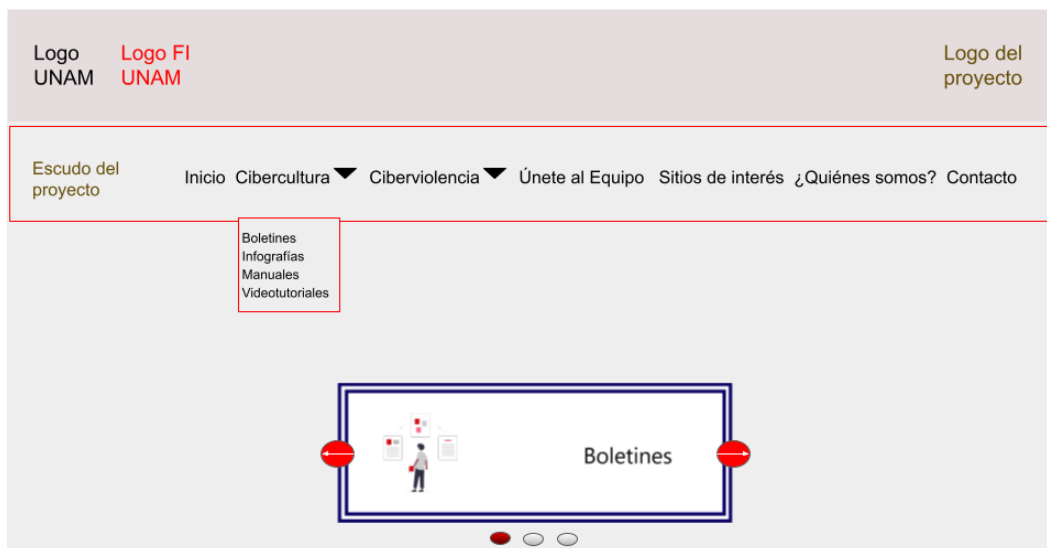 Logo
UNAM
Logo FI
UNAM
Logo del
proyecto
Escudo del
proyecto
Inicio Cibercultura Ciberviolencia Únete al Equipo Sitios de interés ¿Quiénes somos? Contacto
Boletines
Infografías
Manuales
Videotutoriales
Boletines